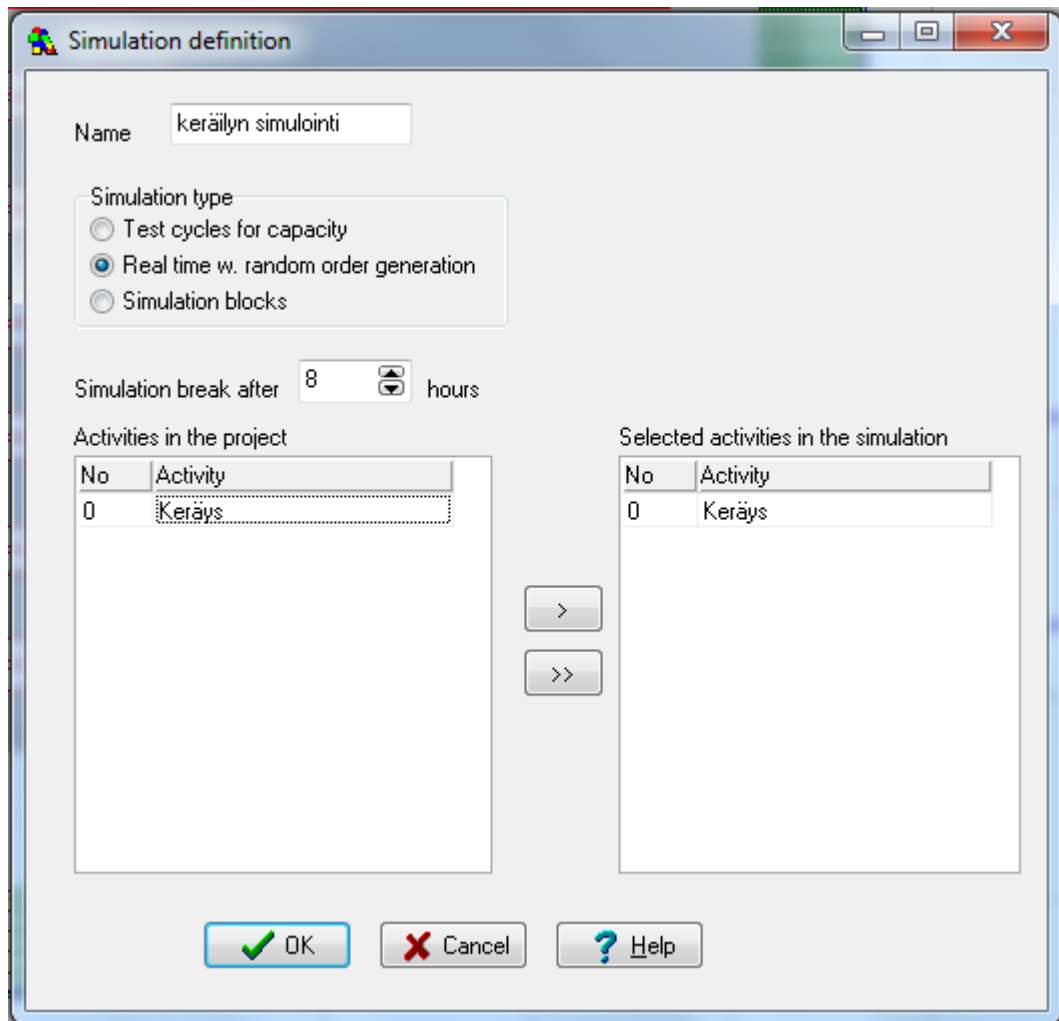 Simulation definition
Name keräilyn simulointi
Simulation type
Test cycles for capacity
Real time w. random order generation
Simulation blocks
Simulation break after 8 hours
Activities in the project
No Activity
0 Keräys
Selected activities in the simulation
No Activity
0 Keräys
>
>>
OK Cancel Help